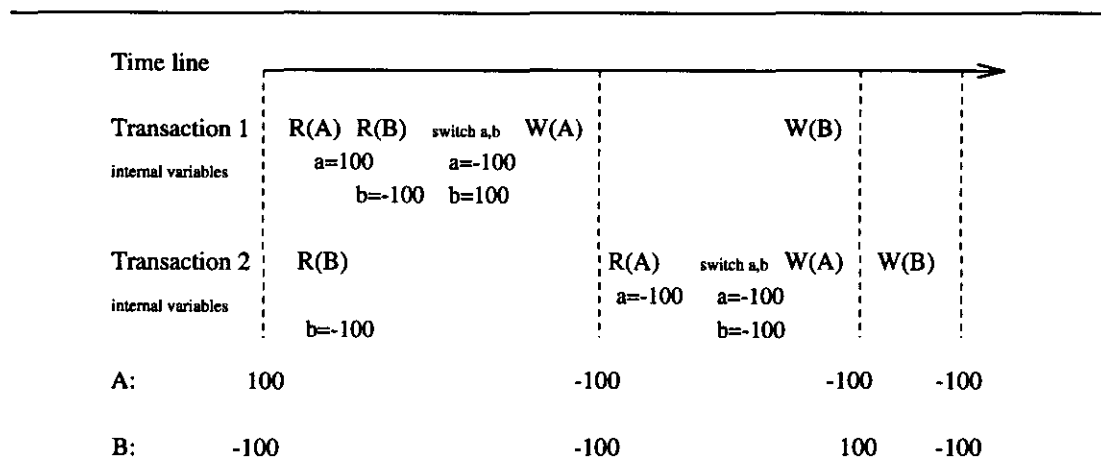 Time line
Transaction 1 R(A) R(B) switch a,b W(A) W(B)
internal variables a=100 a=-100
b=-100 b=100
Transaction 2 R(B) R(A) switch a,b W(A) W(B)
internal variables a=-100 a=-100
b=-100 b=-100
A: 100 -100 -100 -100
B: -100 -100 100 -100